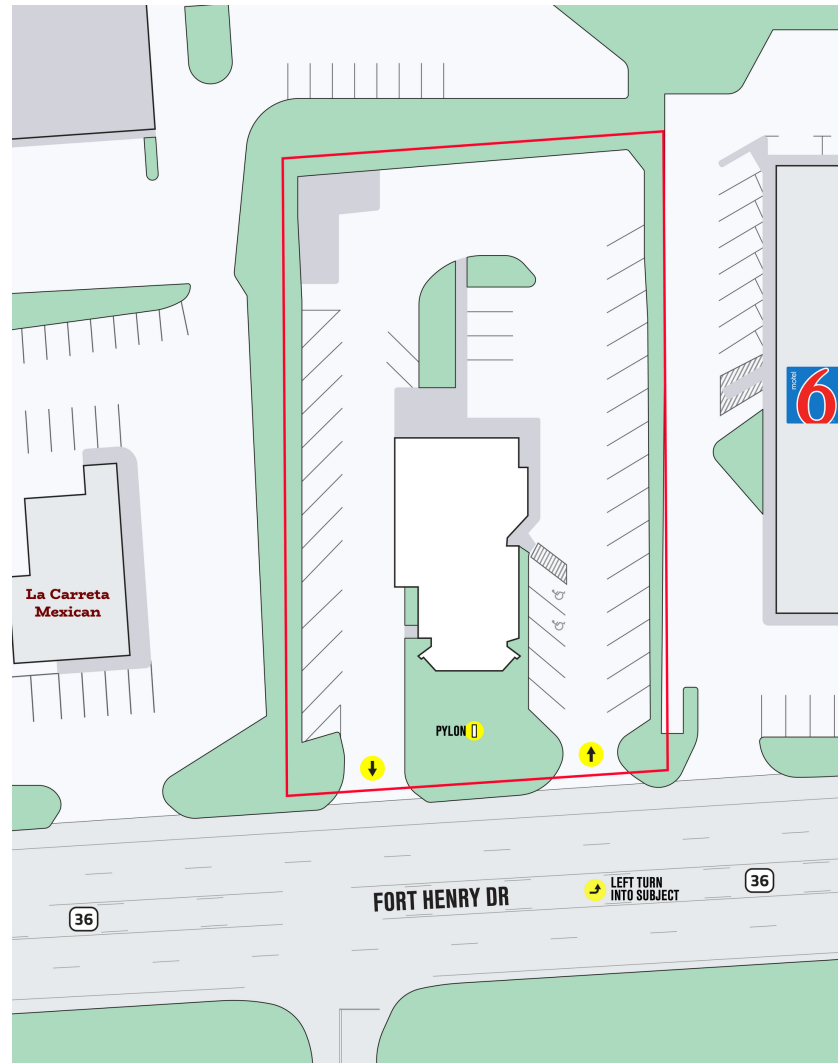 motel
6
La Carreta
Mexican
PYLON
LEFT TURN
INTO SUBJECT
36
FORT HENRY DR
36